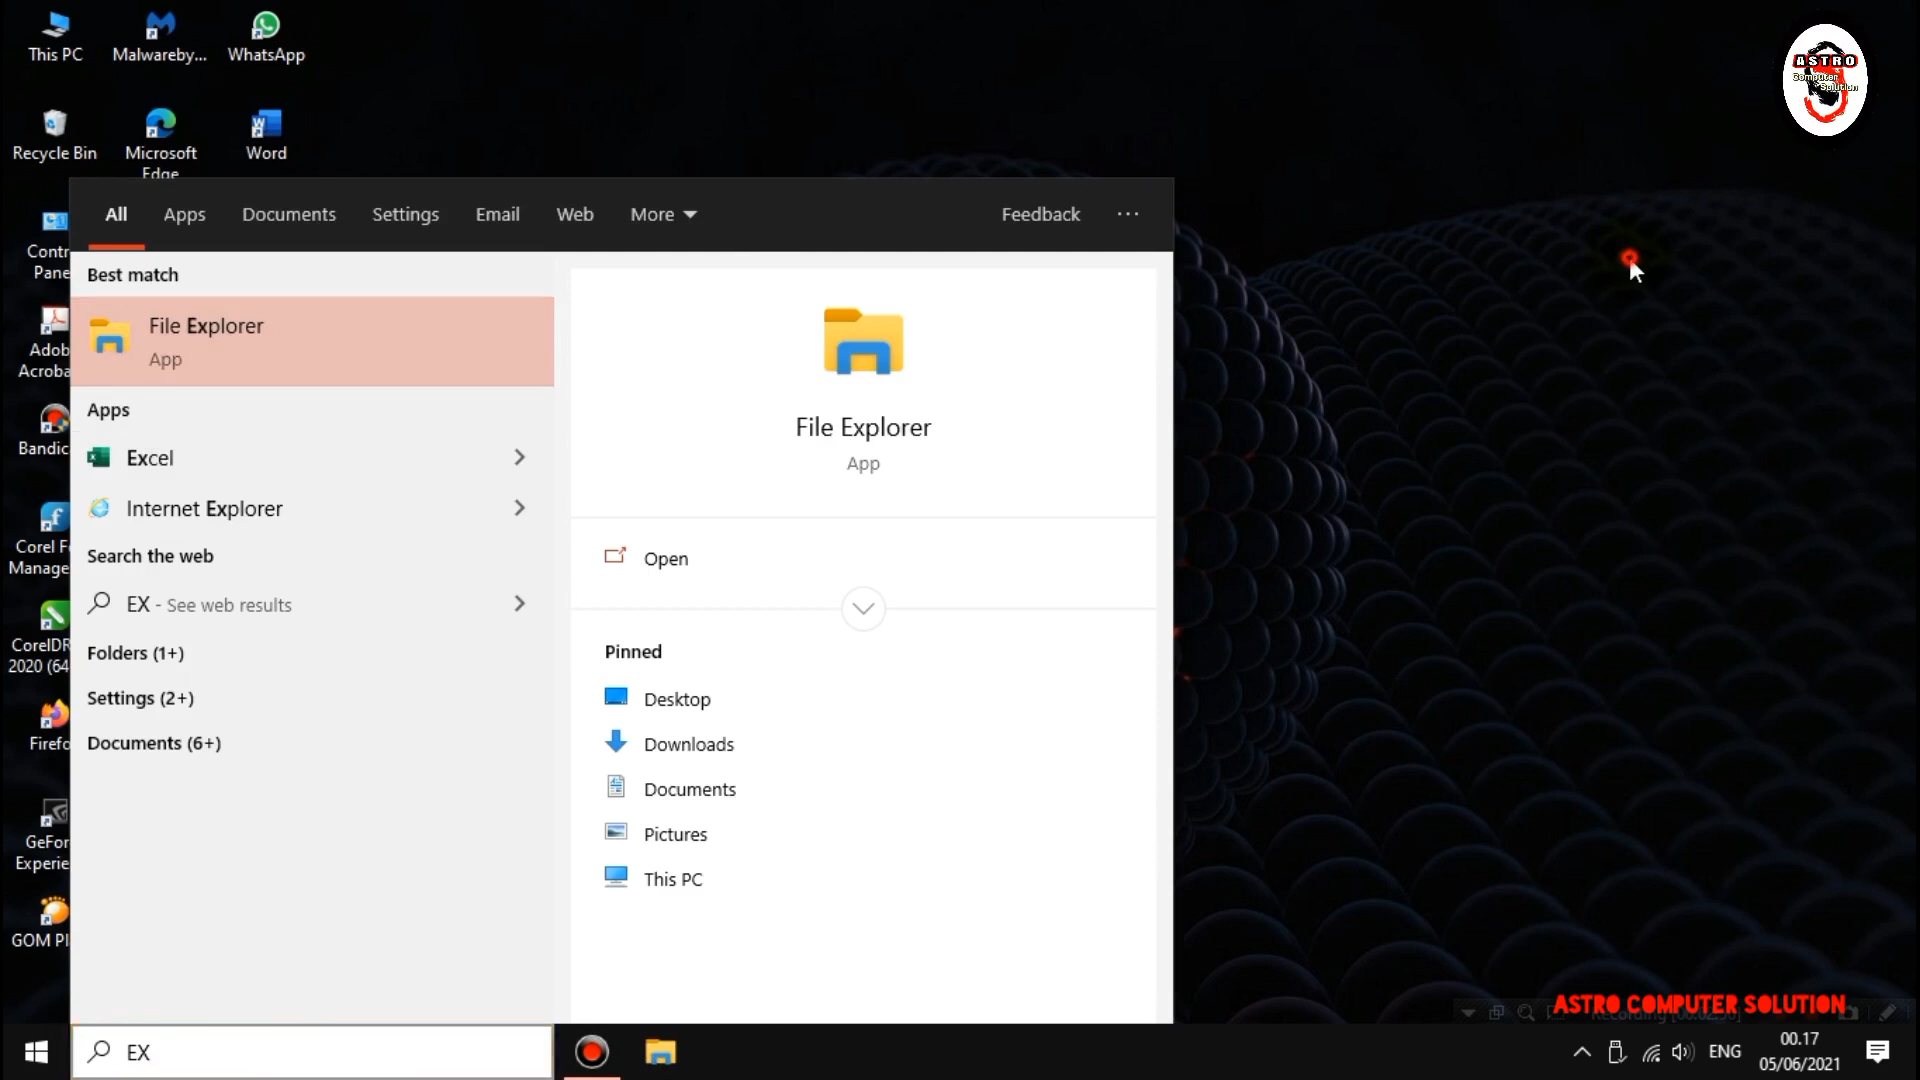 This PC
Malwareby...
WhatsApp
Recycle Bin
Microsoft
Edge
Word
Contr
Pane
Adob
Acroba
Bandic
Corel Fo
Manage
CorelDR
2020 (64
Firefo
GeFor
Experie
GOM Pl
ASTRO
Computer
Solution
All
Apps
Documents
Settings
Email
Web
More
Feedback
Best match
File Explorer
App
Apps
Excel
Internet Explorer
Search the web
EX - See web results
Folders (1+)
Settings (2+)
Documents (6+)
File Explorer
App
Open
Pinned
Desktop
Downloads
Documents
Pictures
This PC
ASTRO COMPUTER SOLUTION
EX
ENG
00.17
05/06/2021